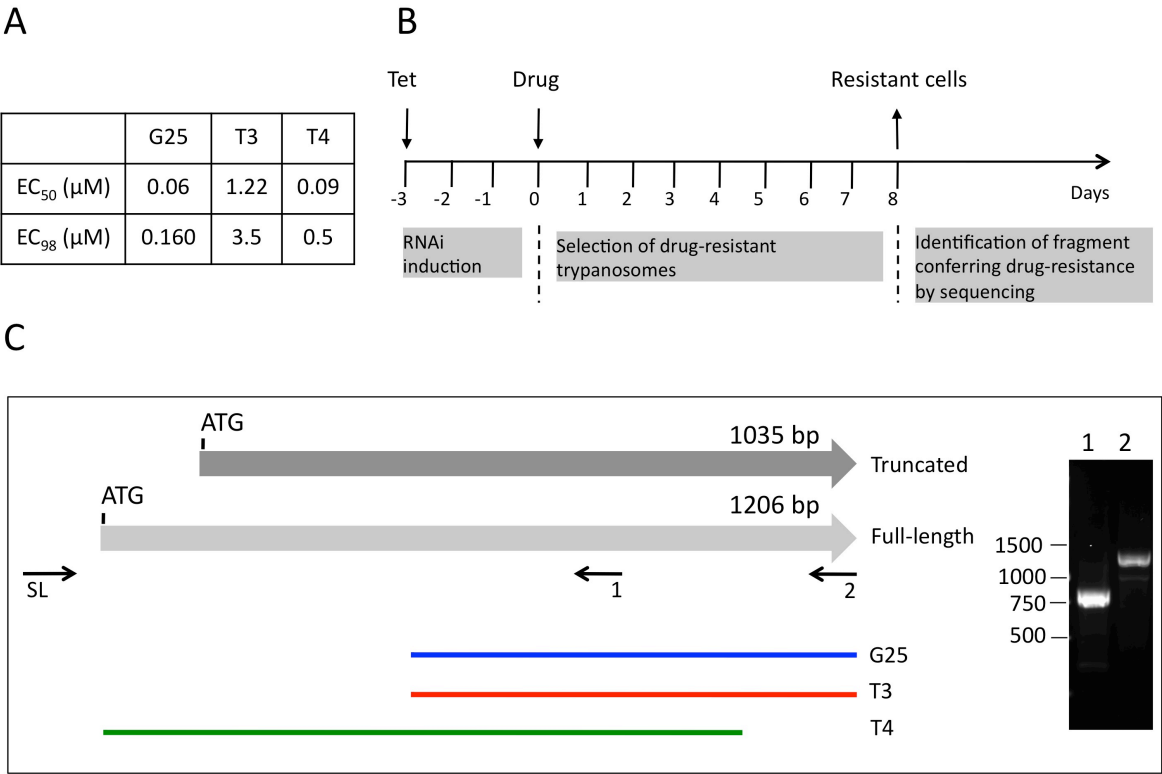 A
G25 T3 T4
EC50 (µM) 0.06 1.22 0.09
EC98 (µM) 0.160 3.5 0.5
B
Tet Drug Resistant cells
-3 -2 -1 0 1 2 3 4 5 6 7 8 Days
RNAi
induction
Selection of drug-resistant
trypanosomes
Identification of fragment
conferring drug-resistance
by sequencing
C
ATG
1035 bp
Truncated
ATG
1206 bp
Full-length
SL 1 2
G25
T3
T4
1 2
1500
1000
750
500